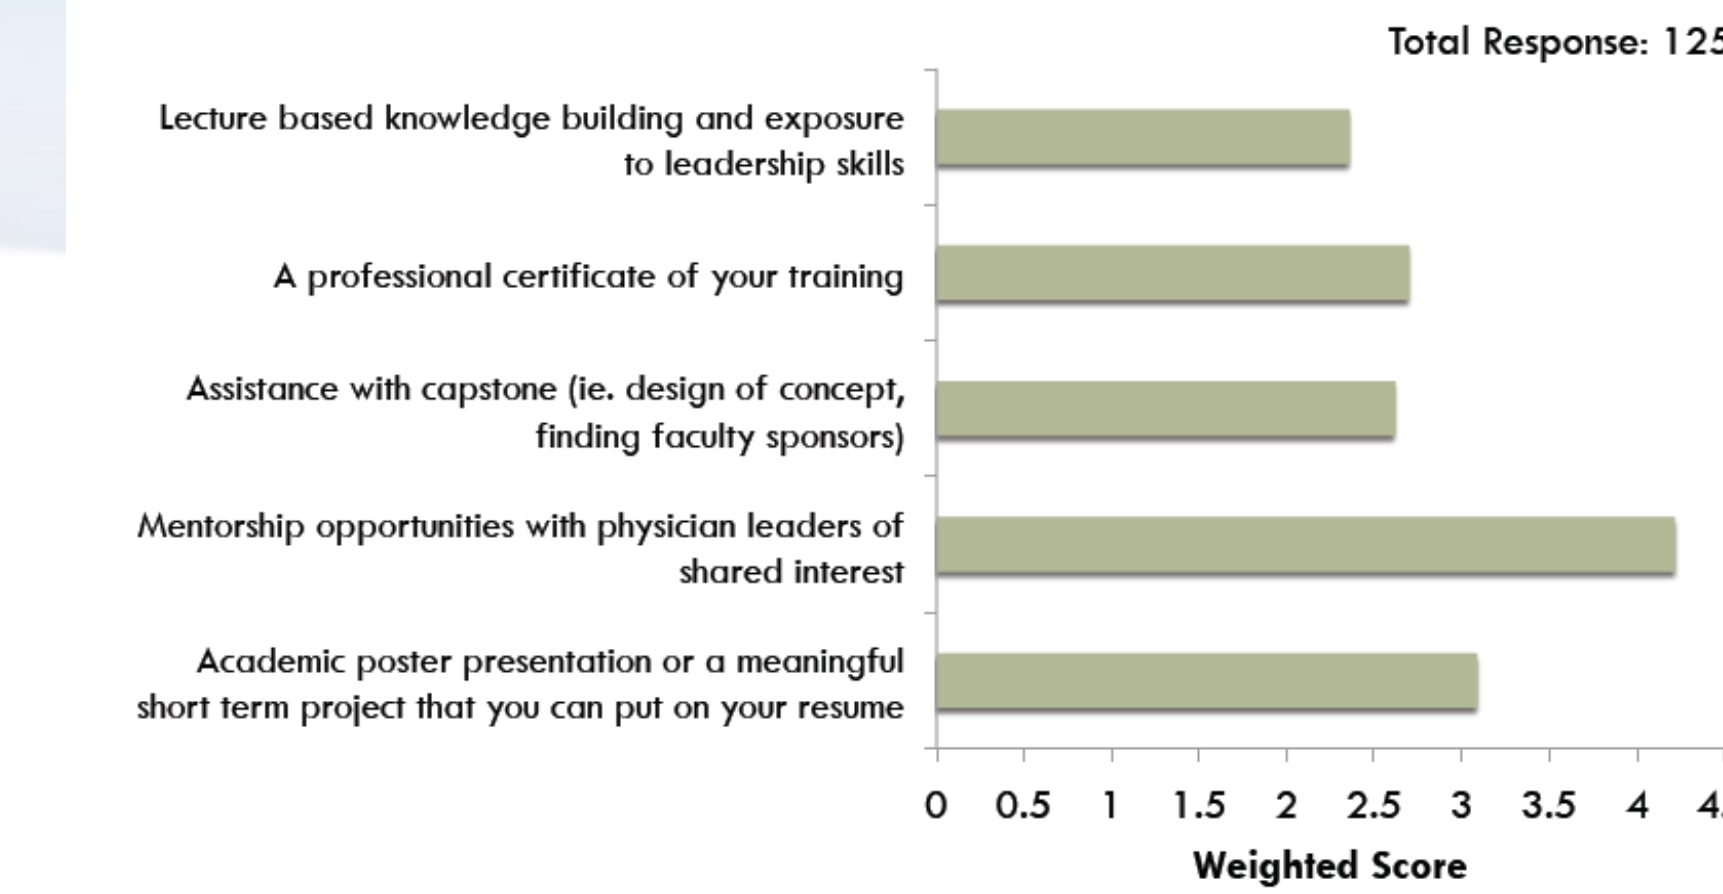 Total Response: 125
Lecture based knowledge building and exposure
to leadership skills
A professional certificate of your training
Assistance with capstone (ie. design of concept,
finding faculty sponsors)
Mentorship opportunities with physician leaders of
shared interest
Academic poster presentation or a meaningful
short term project that you can put on your resume
0 0.5 1 1.5 2 2.5 3 3.5 4
Weighted Score